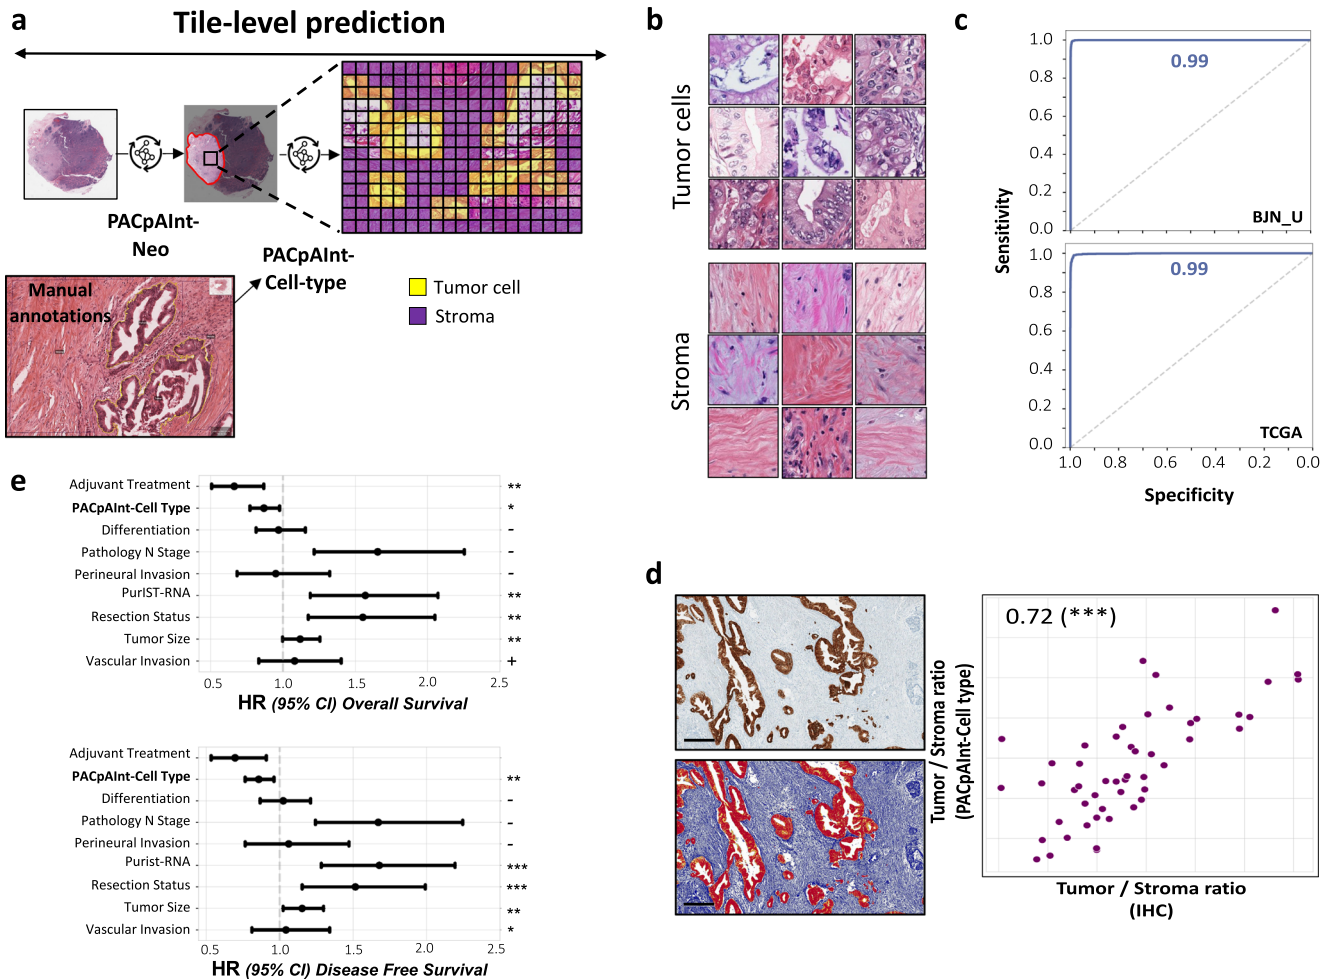 a
Tile-level prediction
PACpAInt-
Neo
PACpAInt-
Cell-type
Manual
annotations
Tumor cell
Stroma
b
Tumor cells
Stroma
c
1.0
0.8
0.6
0.4
0.2
0.0
0.99
BJN_U
1.0
0.8
0.6
0.4
0.2
0.0
0.99
TCGA
Sensitivity
1.0
0.8
0.6
0.4
0.2
0.0
Specificity
d
Tumor / Stroma ratio
(PACpAInt-Cell type)
0.72 (***)
Tumor / Stroma ratio
(IHC)
e
Adjuvant Treatment **
PACpAInt-Cell Type *
Differentiation -
Pathology N Stage -
Perineural Invasion -
PurIST-RNA **
Resection Status **
Tumor Size **
Vascular Invasion +
0.5 1.0 1.5 2.0 2.5
HR (95% CI) Overall Survival
Adjuvant Treatment
PACpAInt-Cell Type **
Differentiation -
Pathology N Stage -
Perineural Invasion -
Purist-RNA ***
Resection Status ***
Tumor Size **
Vascular Invasion *
0.5 1.0 1.5 2.0 2.5
HR (95% CI) Disease Free Survival